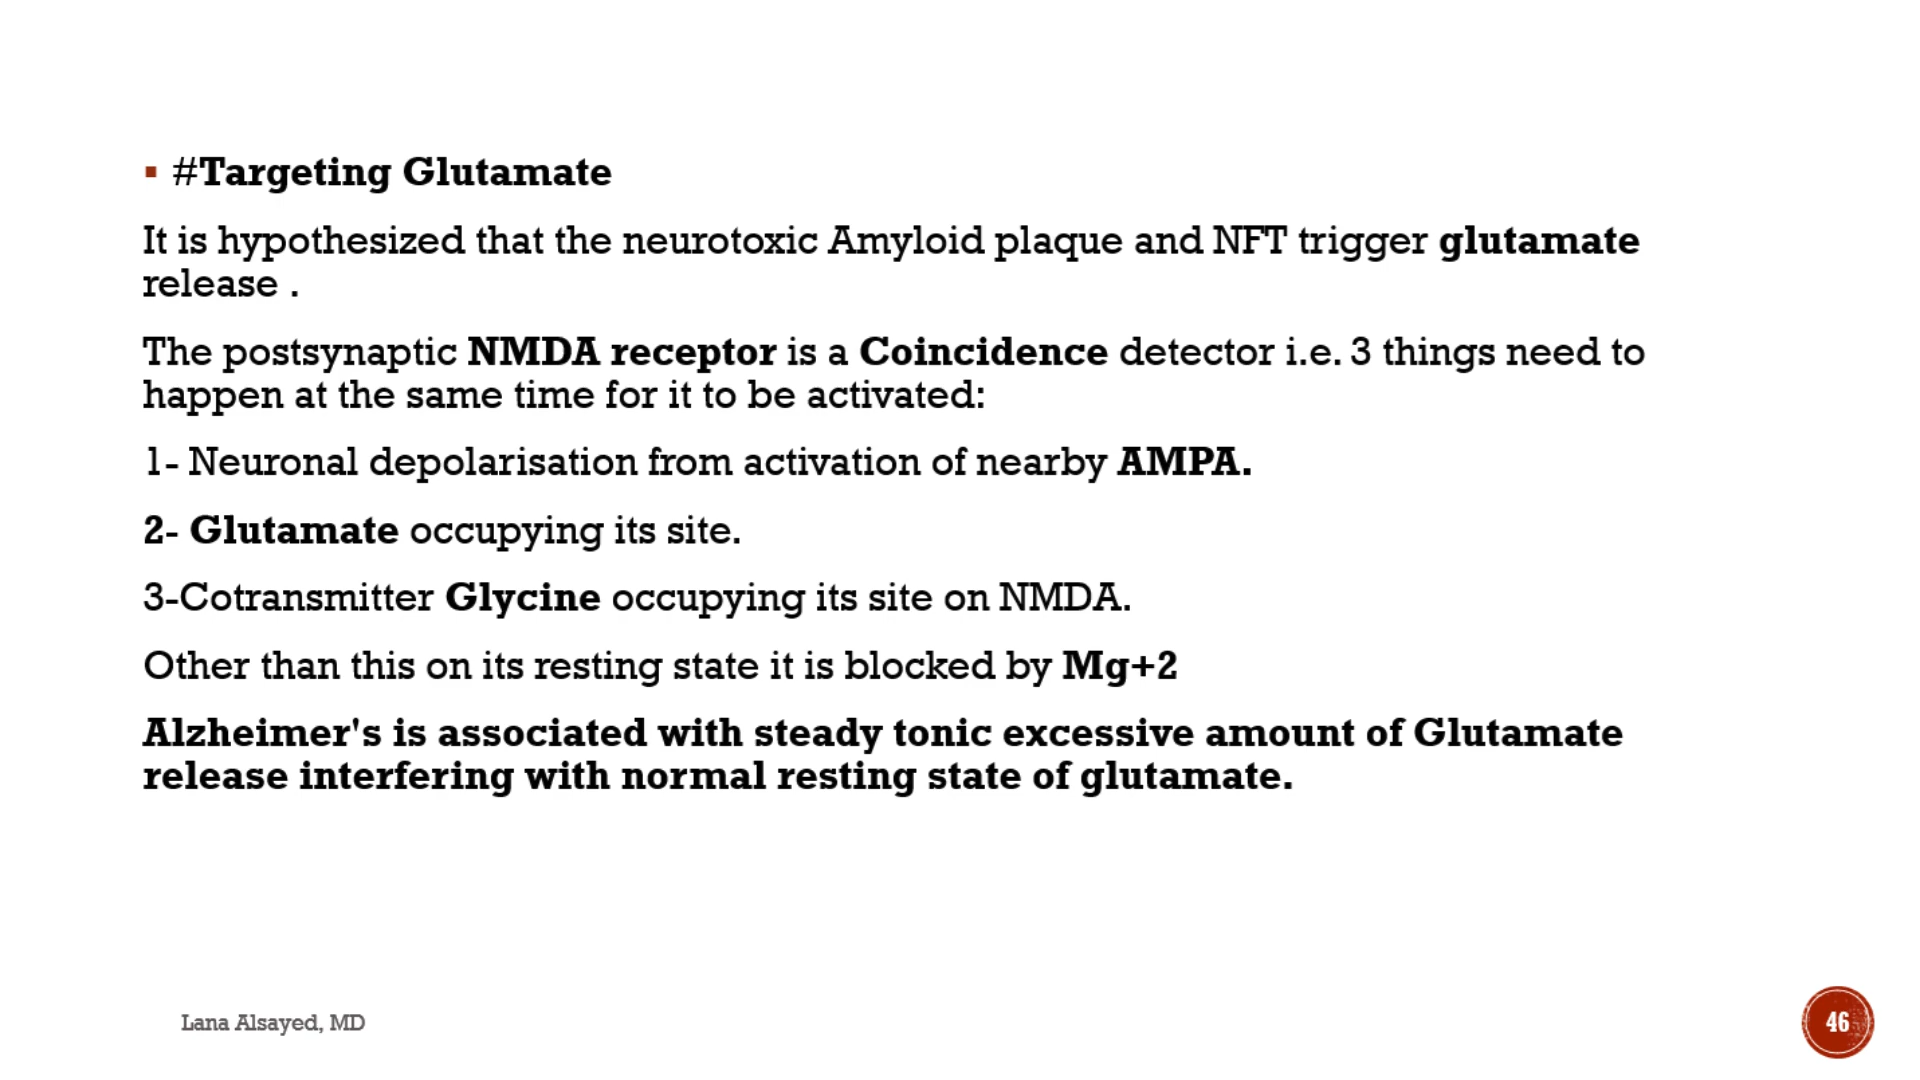 ▪ #Targeting Glutamate
It is hypothesized that the neurotoxic Amyloid plaque and NFT trigger glutamate
release .
The postsynaptic NMDA receptor is a Coincidence detector i.e. 3 things need to
happen at the same time for it to be activated:
1- Neuronal depolarisation from activation of nearby AMPA.
2- Glutamate occupying its site.
3-Cotransmitter Glycine occupying its site on NMDA.
Other than this on its resting state it is blocked by Mg+2
Alzheimer's is associated with steady tonic excessive amount of Glutamate
release interfering with normal resting state of glutamate.
Lana Alsayed, MD
46